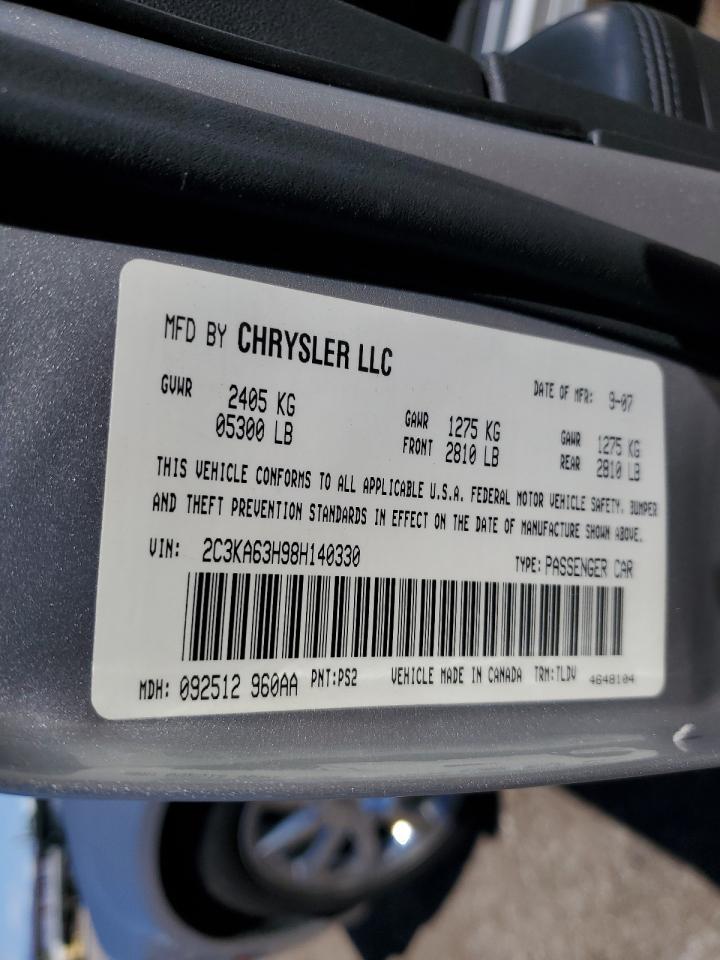 MFD BY CHRYSLER LLC
DATE OF MFR: 9-07
GVWR 2405 KG
05300 LB
GAWR FRONT 1275 KG
2810 LB
GAWR REAR 1275 KG
2810 LB
THIS VEHICLE CONFORMS TO ALL APPLICABLE U.S.A. FEDERAL MOTOR VEHICLE SAFETY, BUMPER
AND THEFT PREVENTION STANDARDS IN EFFECT ON THE DATE OF MANUFACTURE SHOWN ABOVE.
VIN: 2C3KA63H98H140330
TYPE: PASSENGER CAR
MDH: 092512 960AA PNT: PS2 VEHICLE MADE IN CANADA TRM: TLDV 4648104